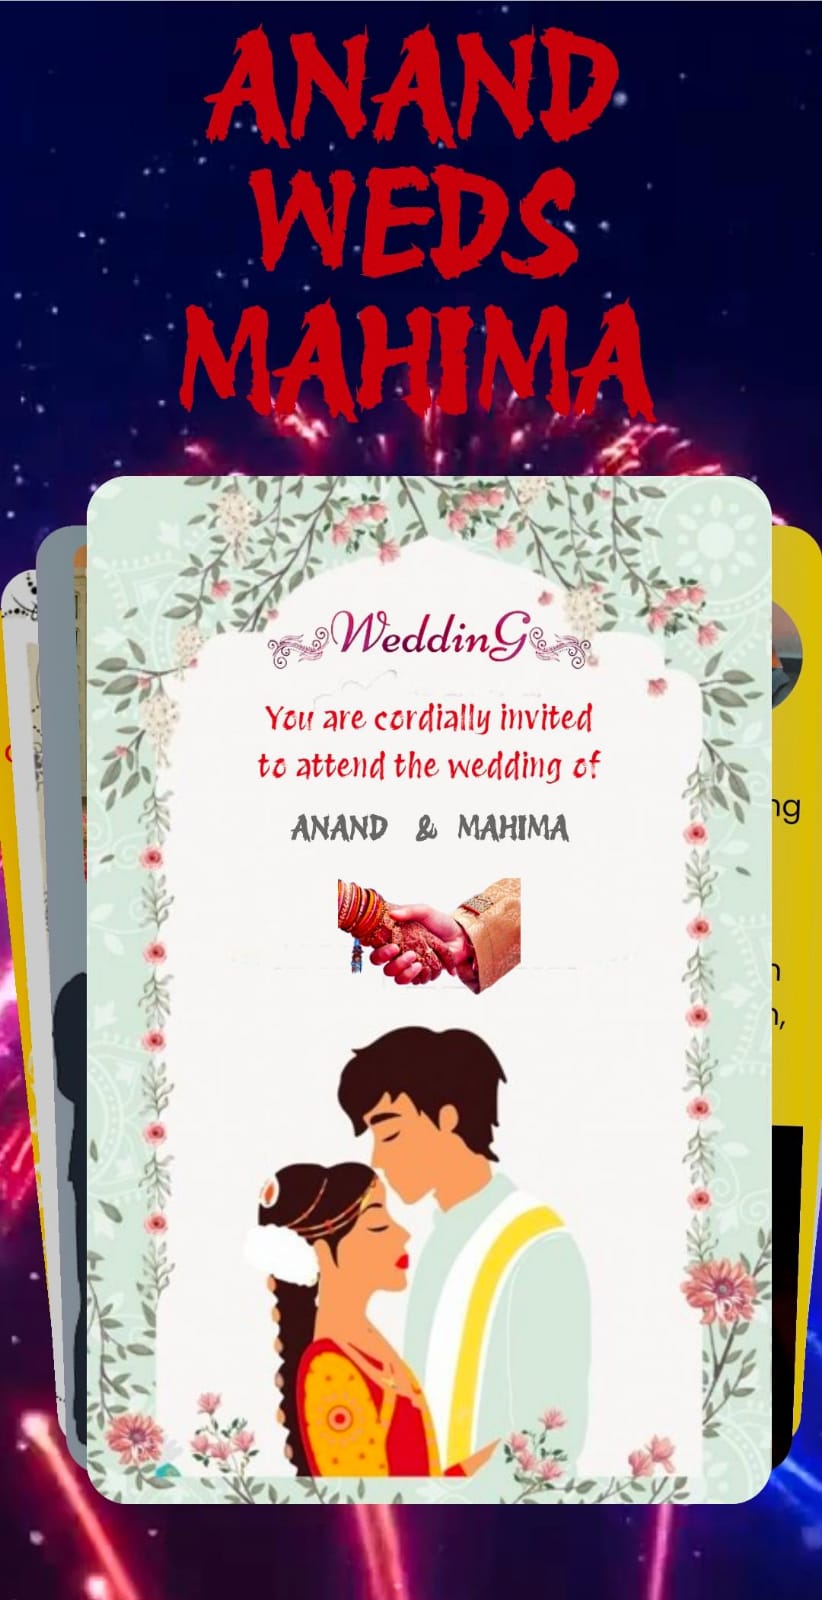 ANAND
WEDS
MAHIMA
WeddinG
You are cordially invited
to attend the wedding of
ANAND & MAHIMA